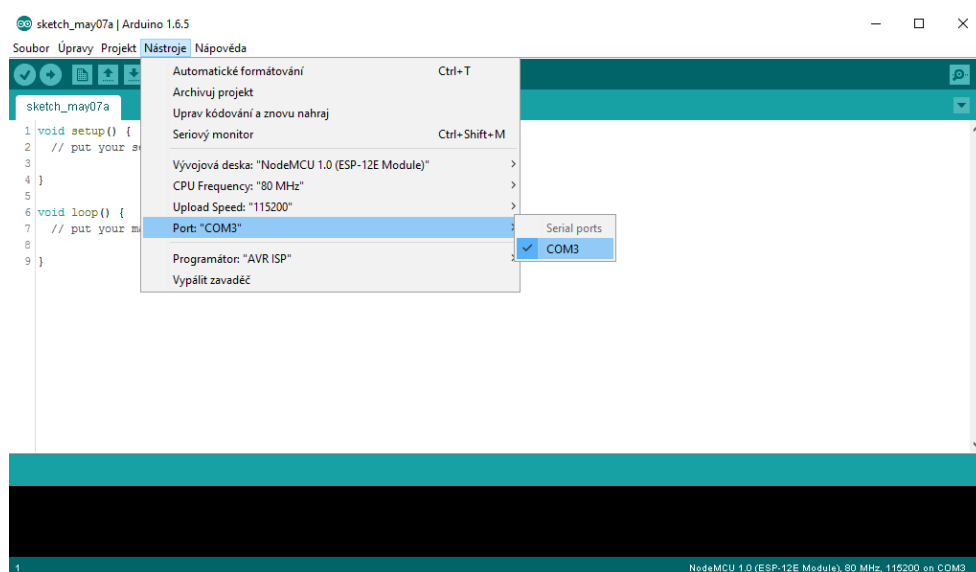 sketch_may07a | Arduino 1.6.5
Soubor Úpravy Projekt Nástroje Nápověda
sketch_may07a
Automatické formátování Ctrl+T
Archivuj projekt
Uprav kódování a znovu nahraj
Seriový monitor Ctrl+Shift+M
Vývojová deska: "NodeMCU 1.0 (ESP-12E Module)"
CPU Frequency: "80 MHz"
Upload Speed: "115200"
Port: "COM3"
Programátor: "AVR ISP"
Vypálit zavaděč
Serial ports
COM3
1 void setup() {
2 // put your
3
4 }
5
6 void loop() {
7 // put your
8
9 }
1
NodeMCU 1.0 (ESP-12E Module), 80 MHz, 115200 on COM3